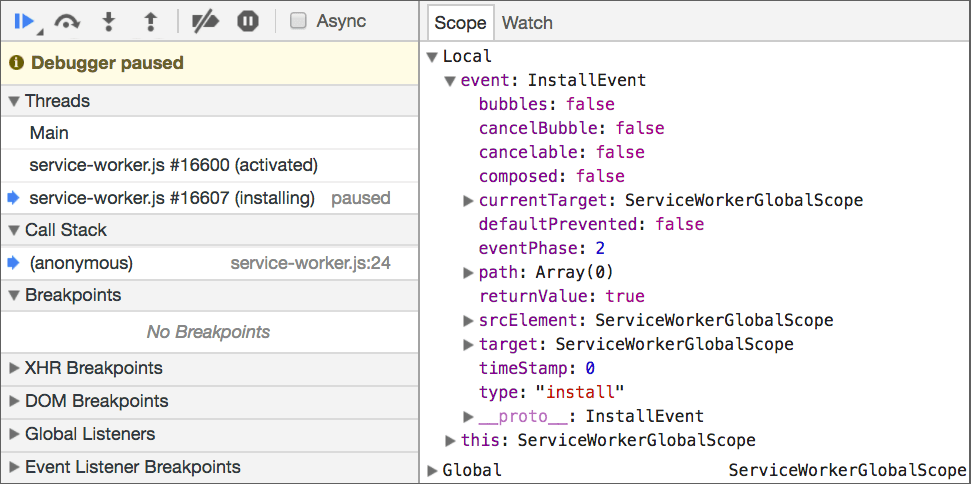 Async
Debugger paused
Threads
Main
service-worker.js #16600 (activated)
service-worker.js #16607 (installing) paused
Call Stack
(anonymous) service-worker.js:24
Breakpoints
No Breakpoints
XHR Breakpoints
DOM Breakpoints
Global Listeners
Event Listener Breakpoints
Scope Watch
Local
event: InstallEvent
bubbles: false
cancelBubble: false
cancelable: false
composed: false
currentTarget: ServiceWorkerGlobalScope
defaultPrevented: false
eventPhase: 2
path: Array(0)
returnValue: true
srcElement: ServiceWorkerGlobalScope
target: ServiceWorkerGlobalScope
timeStamp: 0
type: "install"
__proto__: InstallEvent
this: ServiceWorkerGlobalScope
Global ServiceWorkerGlobalScope